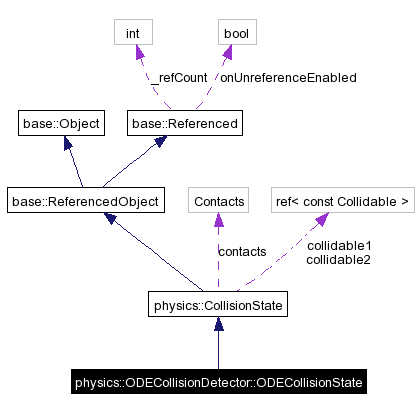 int
bool
_refCount
onUnreferenceEnabled
base::Object
base::Referenced
base::ReferencedObject
Contacts
ref< const Collidable >
contacts
collidable1
collidable2
physics::CollisionState
physics::ODECollisionDetector::ODECollisionState